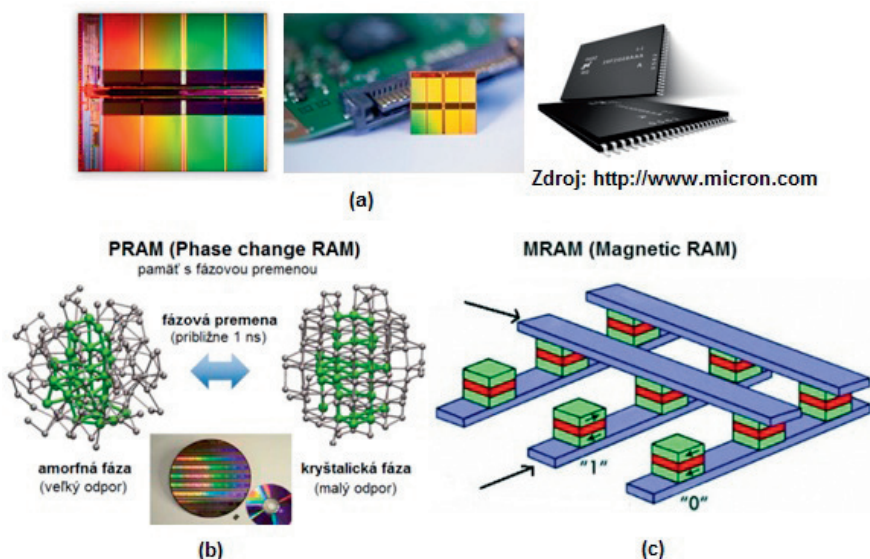 Zdroj: http://www.micron.com
(a)
PRAM (Phase change RAM)
pamäť s fázovou premenou
fázová premena
(približne 1 ns)
amorfná fáza
(veľký odpor)
kryštalická fáza
(malý odpor)
(b)
MRAM (Magnetic RAM)
"1"
"0"
(c)